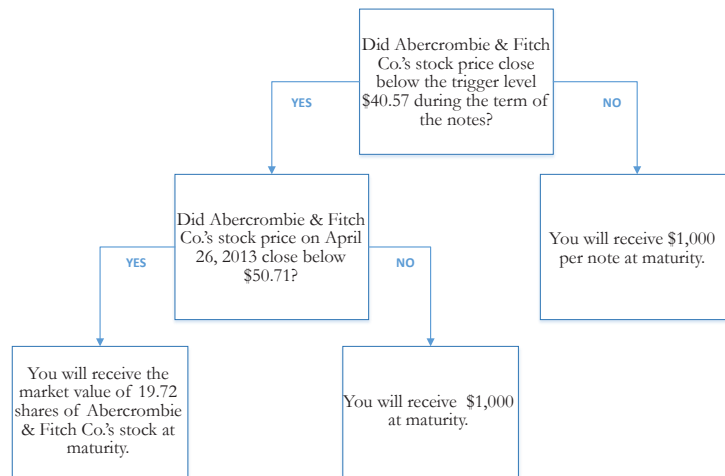 Did Abercrombie & Fitch
Co.'s stock price close
below the trigger level
$40.57 during the term of
the notes?
YES
NO
Did Abercrombie & Fitch
Co.'s stock price on April
26, 2013 close below
$50.71?
You will receive $1,000
per note at maturity.
YES
NO
You will receive the
market value of 19.72
shares of Abercrombie
& Fitch Co.'s stock at
maturity.
You will receive $1,000
at maturity.